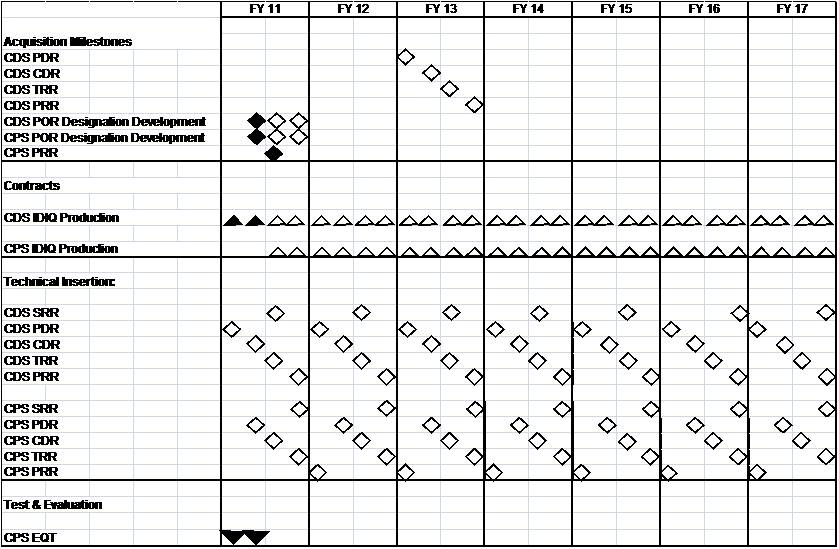 FY 11 FY 12 FY 13 FY 14 FY 15 FY 16 FY 17
Acquisition Milestones
CDS PDR
CDS CDR
CDS TRR
CDS PRR
CDS POR Designation Development
CPS POR Designation Development
CPS PRR
Contracts
CDS IDIQ Production
CPS IDIQ Production
Technical Insertion:
CDS SRR
CDS PDR
CDS CDR
CDS TRR
CDS PRR
CPS SRR
CPS PDR
CPS CDR
CPS TRR
CPS PRR
Test & Evaluation
CPS EQT